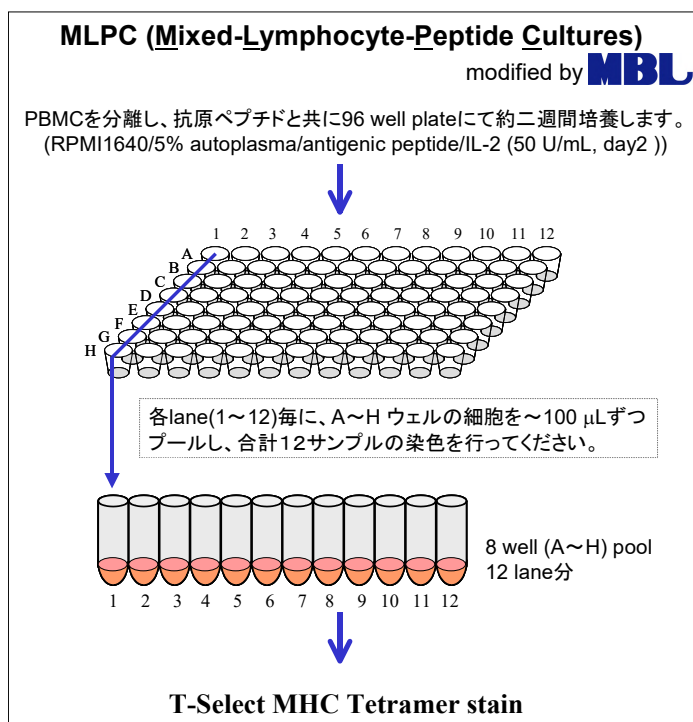 MLPC (Mixed-Lymphocyte-Peptide Cultures)
modified by MBL
PBMCを分離し、抗原ペプチドと共に96 well plateにて約二週間培養します。
(RPMI1640/5% autoplasma/antigenic peptide/IL-2 (50 U/mL, day2 ))
1 2 3 4 5 6 7 8 9 10 11 12
A
B
C
D
E
F
G
H
各lane(1~12)毎に、A~H ウェルの細胞を~100 μLずつ
プールし、合計12サンプルの染色を行ってください。
8 well (A~H) pool
12 lane分
1 2 3 4 5 6 7 8 9 10 11 12
T-Select MHC Tetramer stain